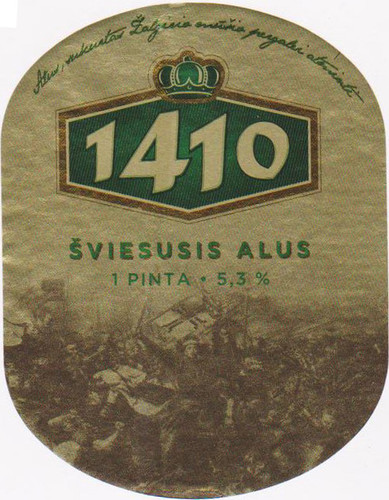 Alus, sukurtas Žalgirio mūšio pergalei atminti
1410
ŠVIESUSIS ALUS
1 PINTA • 5,3 %